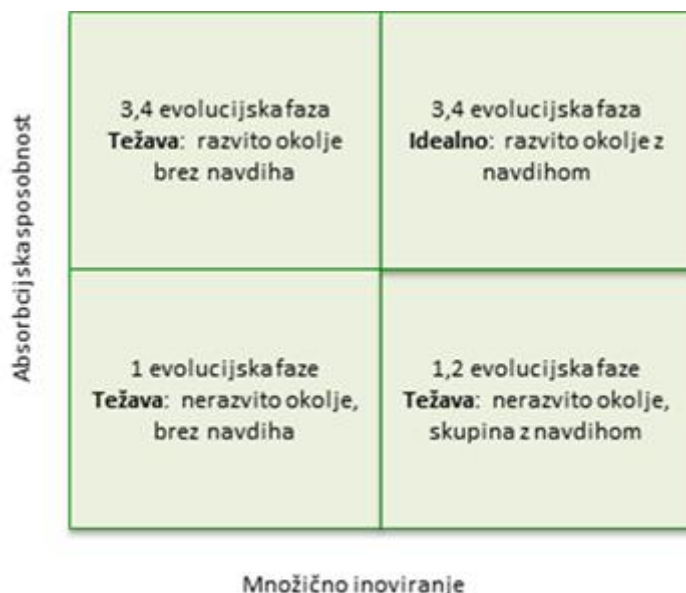 Absorbcijska sposobnost
3,4 evolucijska faza
Težava: razvito okolje
brez navdiha
3,4 evolucijska faza
Idealno: razvito okolje z
navdihom
1 evolucijska faze
Težava: nerazvito okolje,
brez navdiha
1,2 evolucijska faze
Težava: nerazvito okolje,
skupina z navdihom
Množično inoviranje